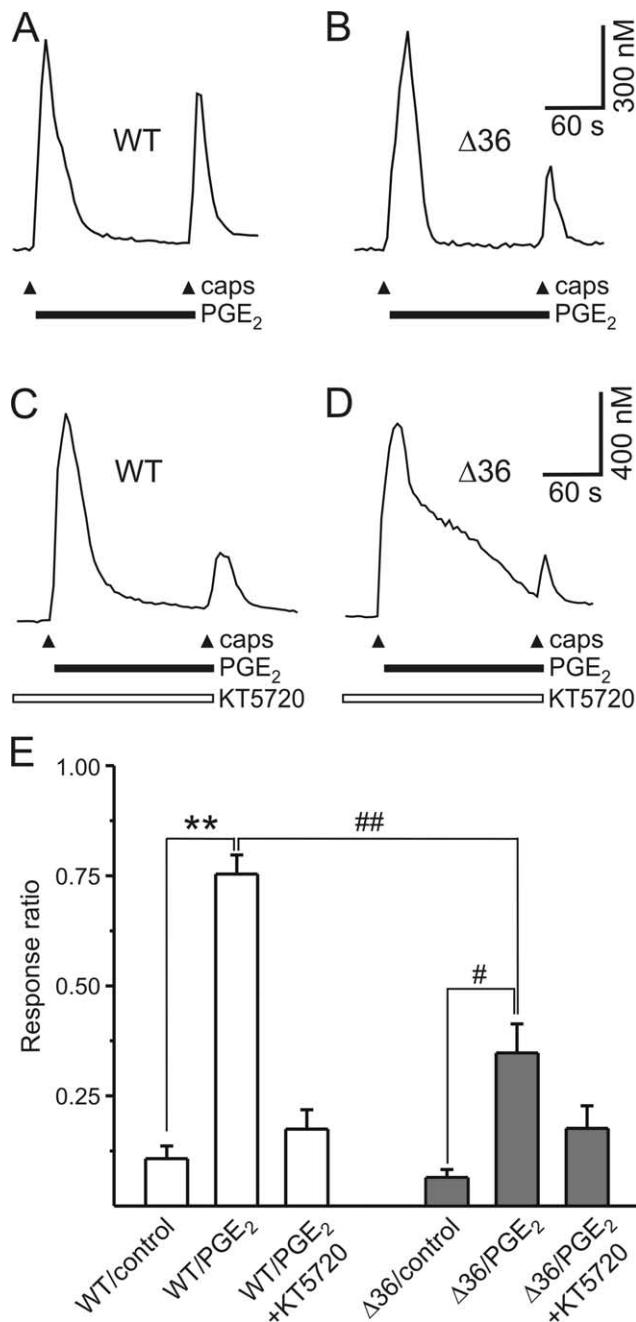 A
B
300 nM
60 s
WT
Δ36
▲ ▲ caps
PGE₂
▲ ▲ caps
PGE₂
C
D
400 nM
60 s
WT
Δ36
▲ ▲ caps
PGE₂
KT5720
▲ ▲ caps
PGE₂
KT5720
E
1.00
0.75
0.50
0.25
Response ratio
**
##
#
WT/control
WT/PGE₂
WT/PGE₂
+KT5720
Δ36/control
Δ36/PGE₂
Δ36/PGE₂
+KT5720